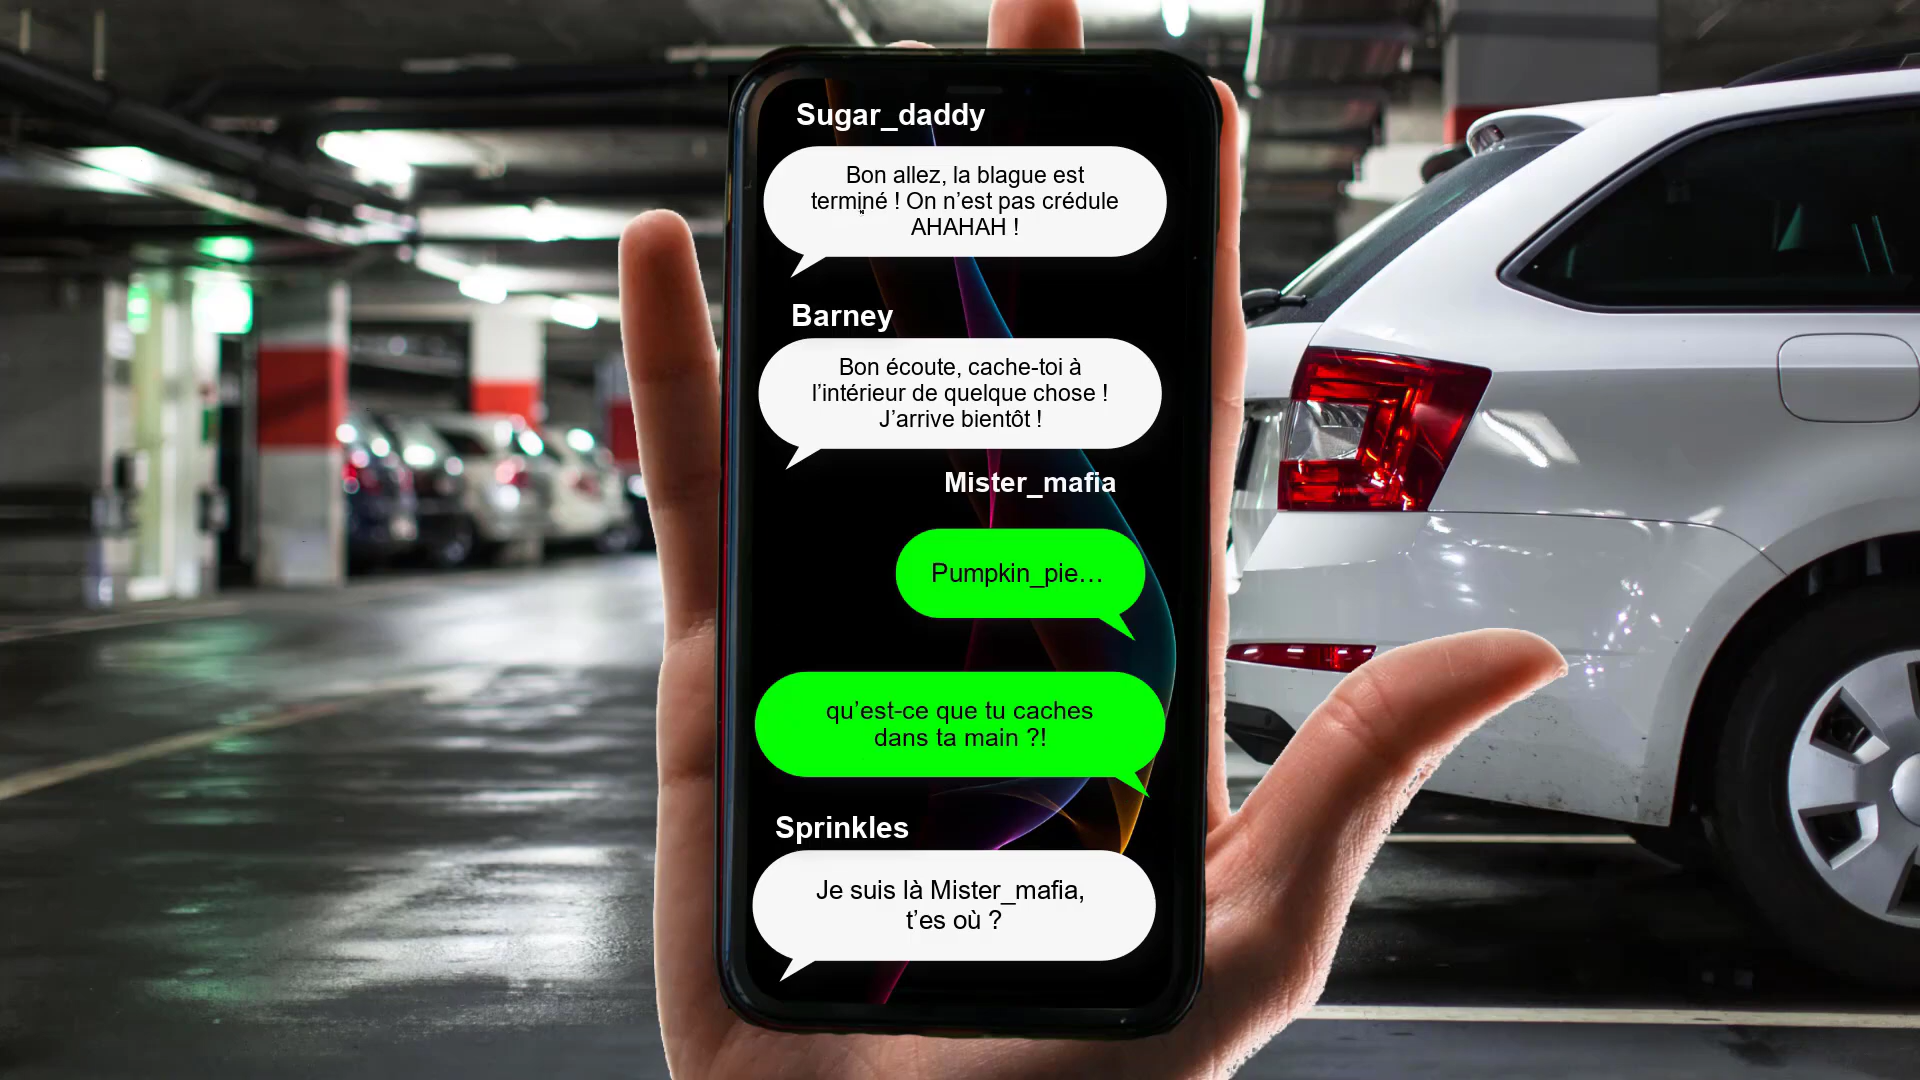 Sugar_daddy
Bon allez, la blague est
terminé ! On n’est pas crédule
AHAHAH !
Barney
Bon écoute, cache-toi à
l’intérieur de quelque chose !
J’arrive bientôt !
Mister_mafia
Pumpkin_pie…
qu’est-ce que tu caches
dans ta main ?!
Sprinkles
Je suis là Mister_mafia,
t’es où ?